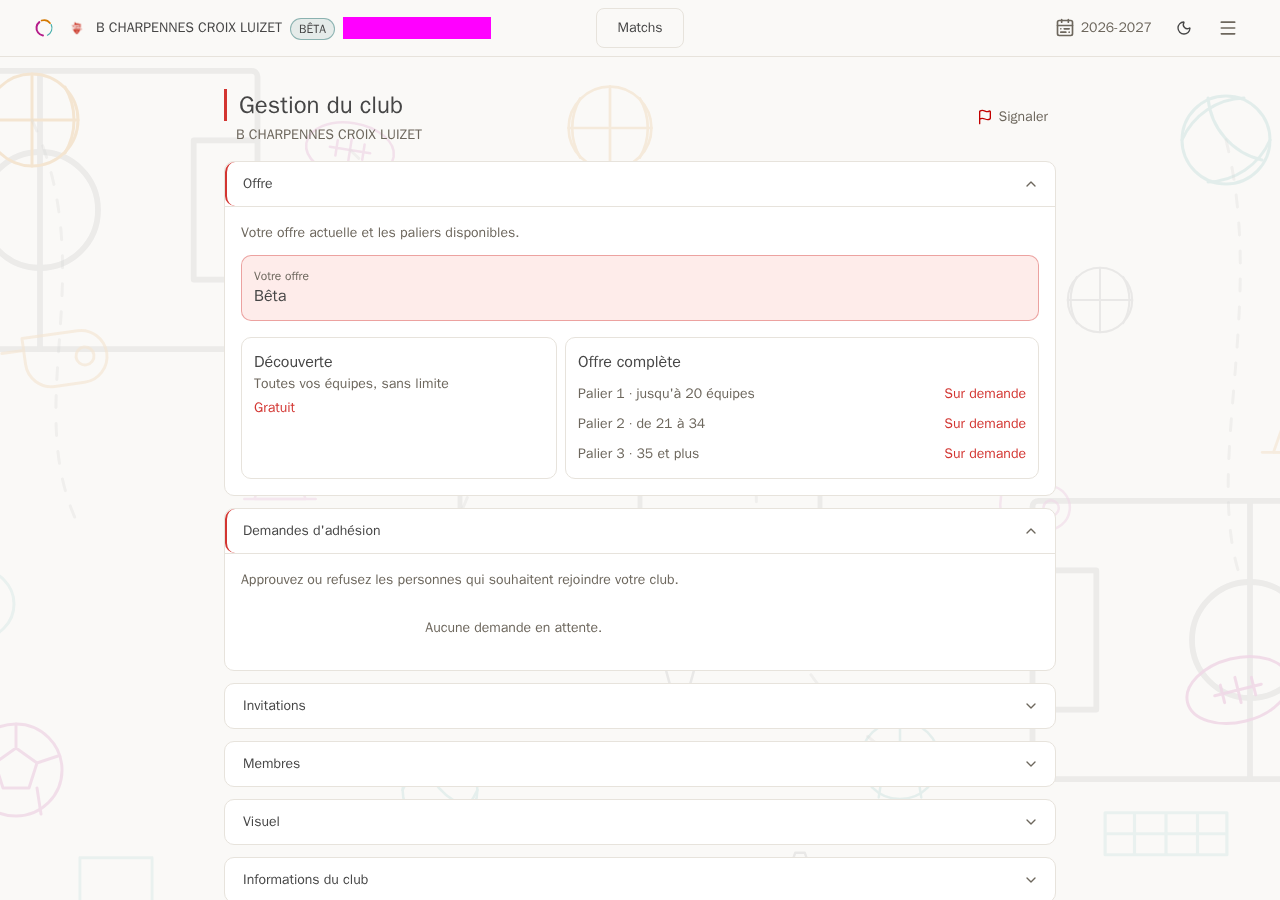 B CHARPENNES CROIX LUIZET BÊTA Matchs 2026-2027
Gestion du club
B CHARPENNES CROIX LUIZET
Signaler
Offre
Votre offre actuelle et les paliers disponibles.
Votre offre
Bêta
Découverte
Toutes vos équipes, sans limite
Gratuit
Offre complète
Palier 1 · jusqu'à 20 équipes Sur demande
Palier 2 · de 21 à 34 Sur demande
Palier 3 · 35 et plus Sur demande
Demandes d'adhésion
Approuvez ou refusez les personnes qui souhaitent rejoindre votre club.
Aucune demande en attente.
Invitations
Membres
Visuel
Informations du club